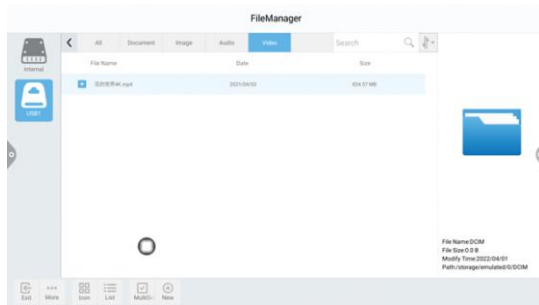 FileManager
All Document Image Audio Video Search
Internal
File Name Date Size
USB1
2021/04/02
File Name:DCIM
File Size:0.0 B
Modify Time:2022/04/01
Path:/storage/emulated/0/DCIM
Exit More Icon List Multi- New